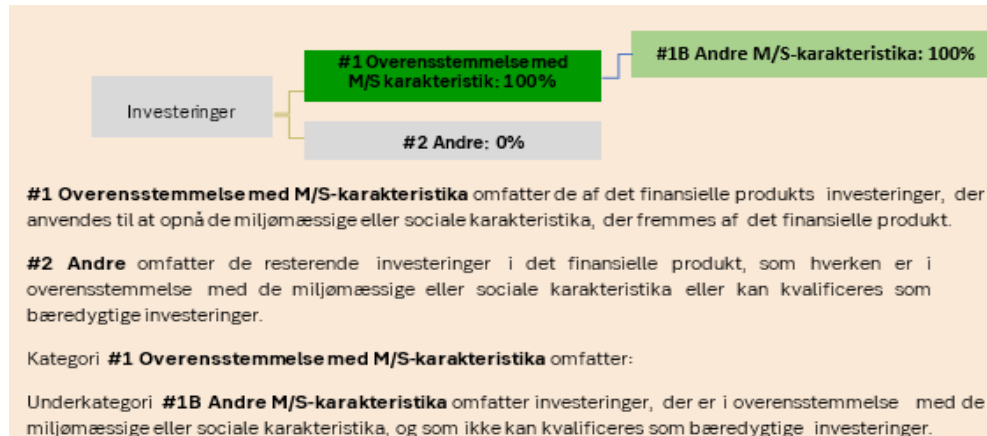 #1 Overensstemmelse med
M/S karakteristik: 100%
#1B Andre M/S-karakteristika: 100%
Investeringer
#2 Andre: 0%
#1 Overensstemmelse med M/S-karakteristika omfatter de af det finansielle produkts investeringer, der
anvendes til at opnå de miljømæssige eller sociale karakteristika, der fremmes af det finansielle produkt.
#2 Andre omfatter de resterende investeringer i det finansielle produkt, som hverken er i
overensstemmelse med de miljømæssige eller sociale karakteristika eller kan kvalificeres som
bæredygtige investeringer.
Kategori #1 Overensstemmelse med M/S-karakteristika omfatter:
Underkategori #1B Andre M/S-karakteristika omfatter investeringer, der er i overensstemmelse med de
miljømæssige eller sociale karakteristika, og som ikke kan kvalificeres som bæredygtige investeringer.